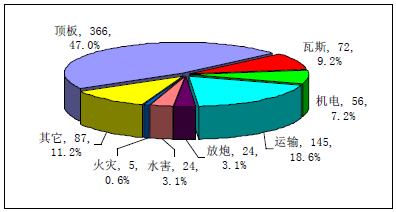 顶板, 366,
47.0%
瓦斯, 72,
9.2%
机电, 56,
7.2%
运输, 145,
18.6%
放炮, 24,
3.1%
水害, 24,
3.1%
火灾, 5,
0.6%
其它, 87,
11.2%